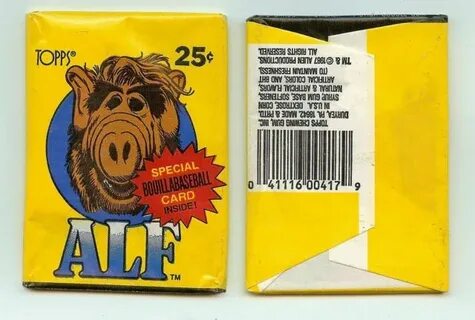 TOPPS®
25¢
SPECIAL
BOUILLABASEBALL
CARD
INSIDE!
ALF
TM
TOPPS CHEWING GUM, INC.
DURYEA, PA 18642 MADE & PRTD.
IN U.S.A. DEXTROSE, CORN
SYRUP, GUM BASE, SOFTENERS,
NATURAL & ARTIFICIAL FLAVORS,
ARTIFICIAL COLORS, AND BHT
(TO MAINTAIN FRESHNESS).
TM & © 1987 ALIEN PRODUCTIONS.
ALL RIGHTS RESERVED.
0 41116 00417 9